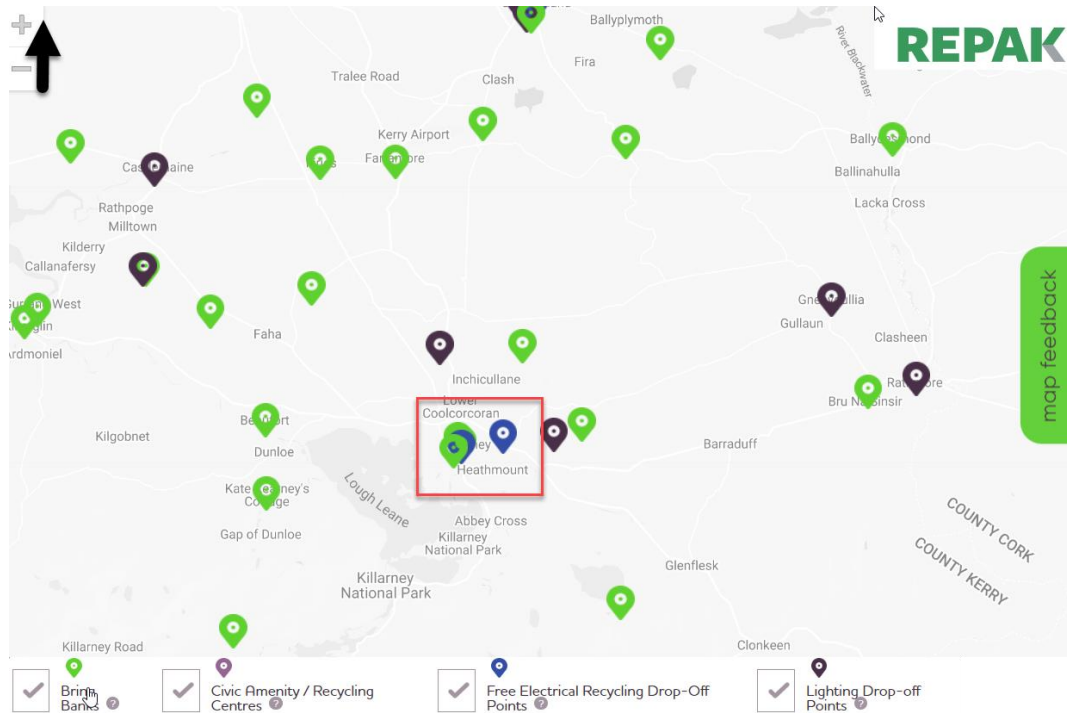 Ballyplymoth
REPAK
Fira
River Blackwater
Tralee Road
Clash
Kerry Airport
Ballinahulla
Lacka Cross
Rathpoge
Milltown
Kilderry
Callanafersy
West
Gullaun
Faha
Clasheen
Ardmoniel
map feedback
Inchicullane
Lower
Coolcorcoran
Kilgobnet
Barraduff
Dunloe
Heathmount
Lough Leane
Gap of Dunloe
Abbey Cross
Killarney
National Park
COUNTY CORK
COUNTY KERRY
Glenflesk
Killarney
National Park
Killarney Road
Clonkeen
Bring
Banks ?
Civic Amenity / Recycling
Centres ?
Free Electrical Recycling Drop-Off
Points ?
Lighting Drop-off
Points ?